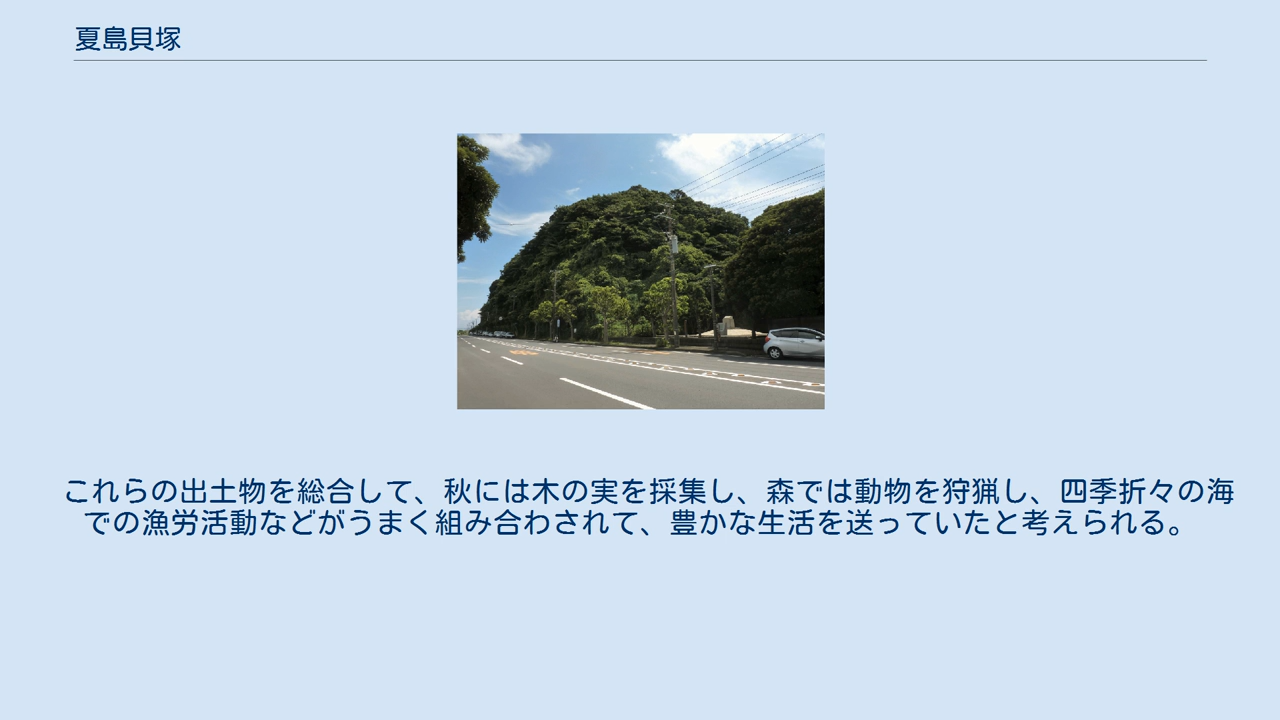 夏島貝塚
これらの出土物を総合して、秋には木の実を採集し、森では動物を狩猟し、四季折々の海
での漁労活動などがうまく組み合わされて、豊かな生活を送っていたと考えられる。